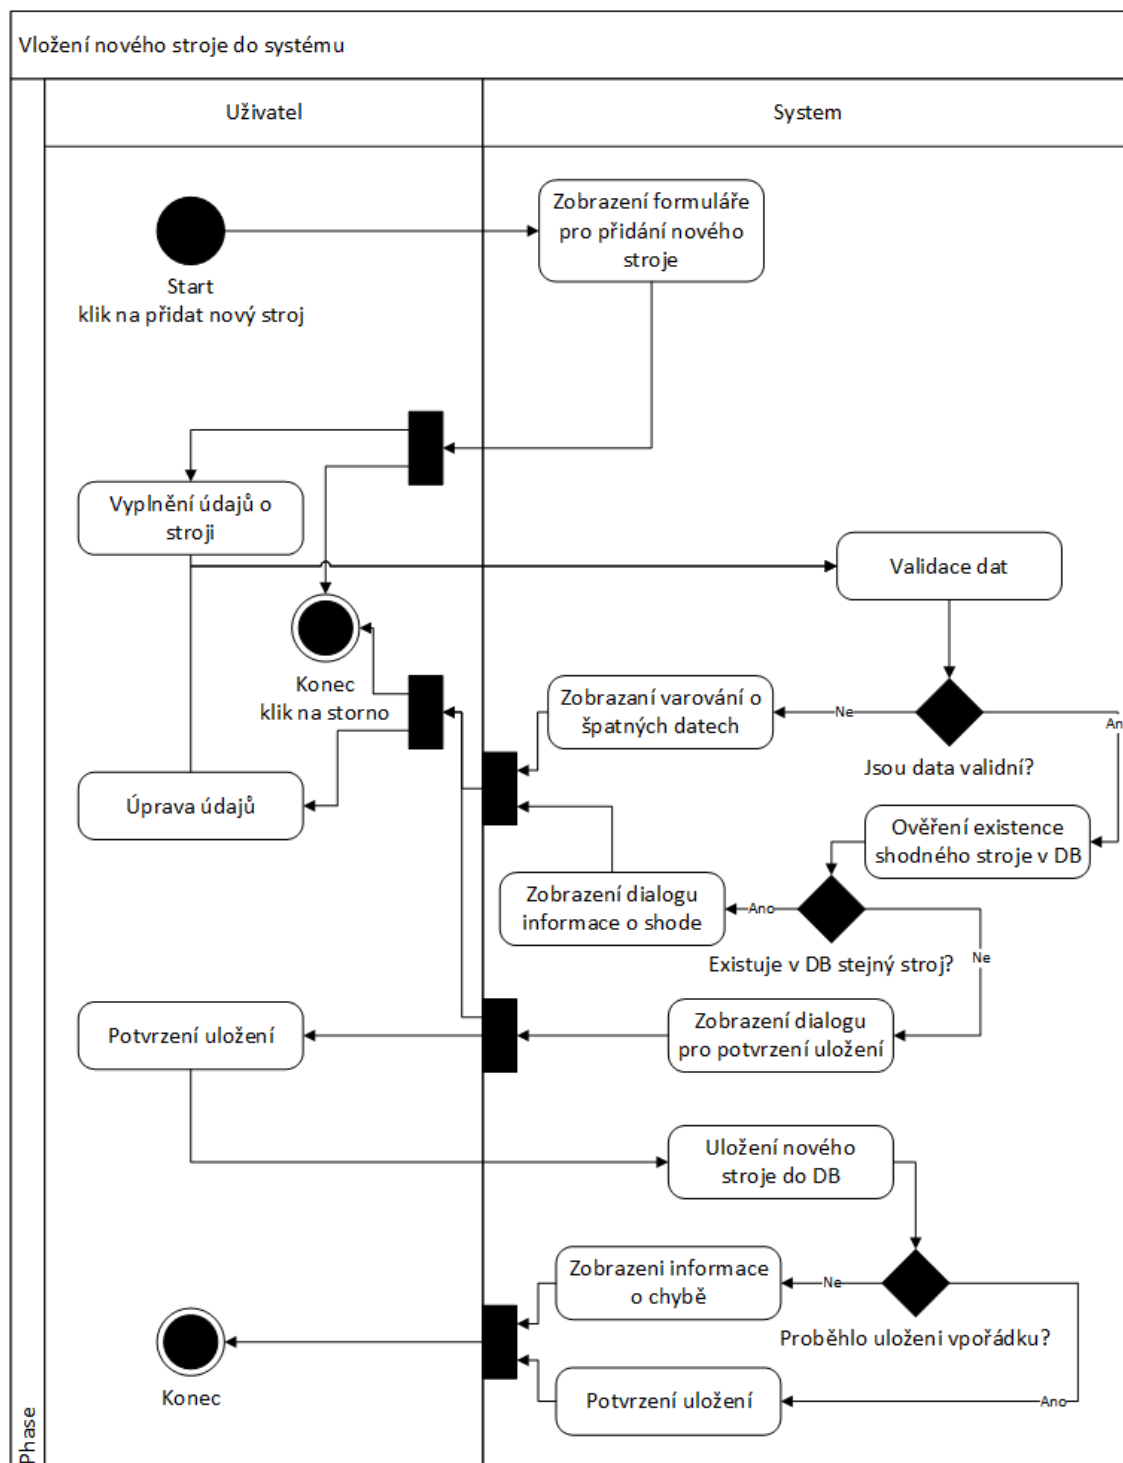 Vložení nového stroje do systému
Uživatel
System
Zobrazení formuláře
pro přidání nového
stroje
Start
klik na přidat nový stroj
Vyplnění údajů o
stroji
Validace dat
Konec
klik na storno
Zobrazaní varování o
špatných datech
Ne
An
Jsou data validní?
Úprava údajů
Ověření existence
shodného stroje v DB
Zobrazení dialogu
informace o shode
Ano
Existuje v DB stejný stroj?
Ne
Potvrzení uložení
Zobrazení dialogu
pro potvrzení uložení
Uložení nového
stroje do DB
Zobrazeni informace
o chybě
Ne
Proběhlo uloženi vpořádku?
Konec
Potvrzení uložení
Ano
Phase